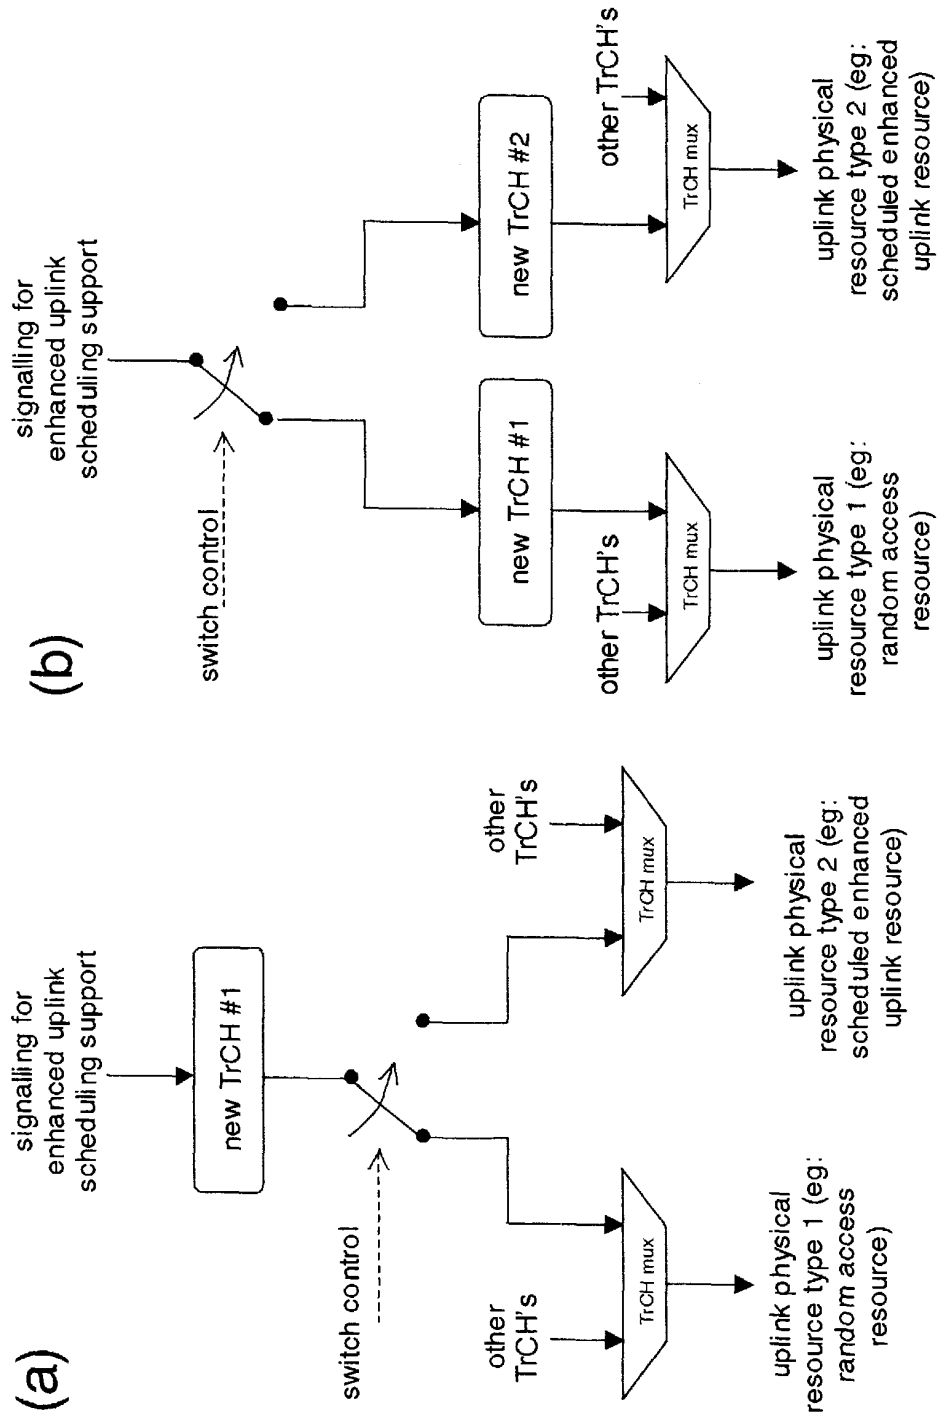 (a)
signalling for
enhanced uplink
scheduling support
new TrCH #1
switch control
other
TrCH's
other
TrCH's
TrCH mux
TrCH mux
uplink physical
resource type 1 (eg:
random access
resource)
uplink physical
resource type 2 (eg:
scheduled enhanced
uplink resource)
(b)
signalling for
enhanced uplink
scheduling support
switch control
new TrCH #1
new TrCH #2
other TrCH's
other TrCH's
TrCH mux
TrCH mux
uplink physical
resource type 1 (eg:
random access
resource)
uplink physical
resource type 2 (eg:
scheduled enhanced
uplink resource)